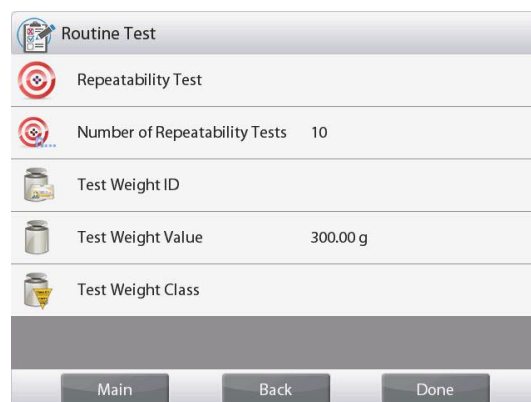 Routine Test
Repeatability Test
Number of Repeatability Tests 10
Test Weight ID
Test Weight Value 300.00 g
Test Weight Class
Main Back Done